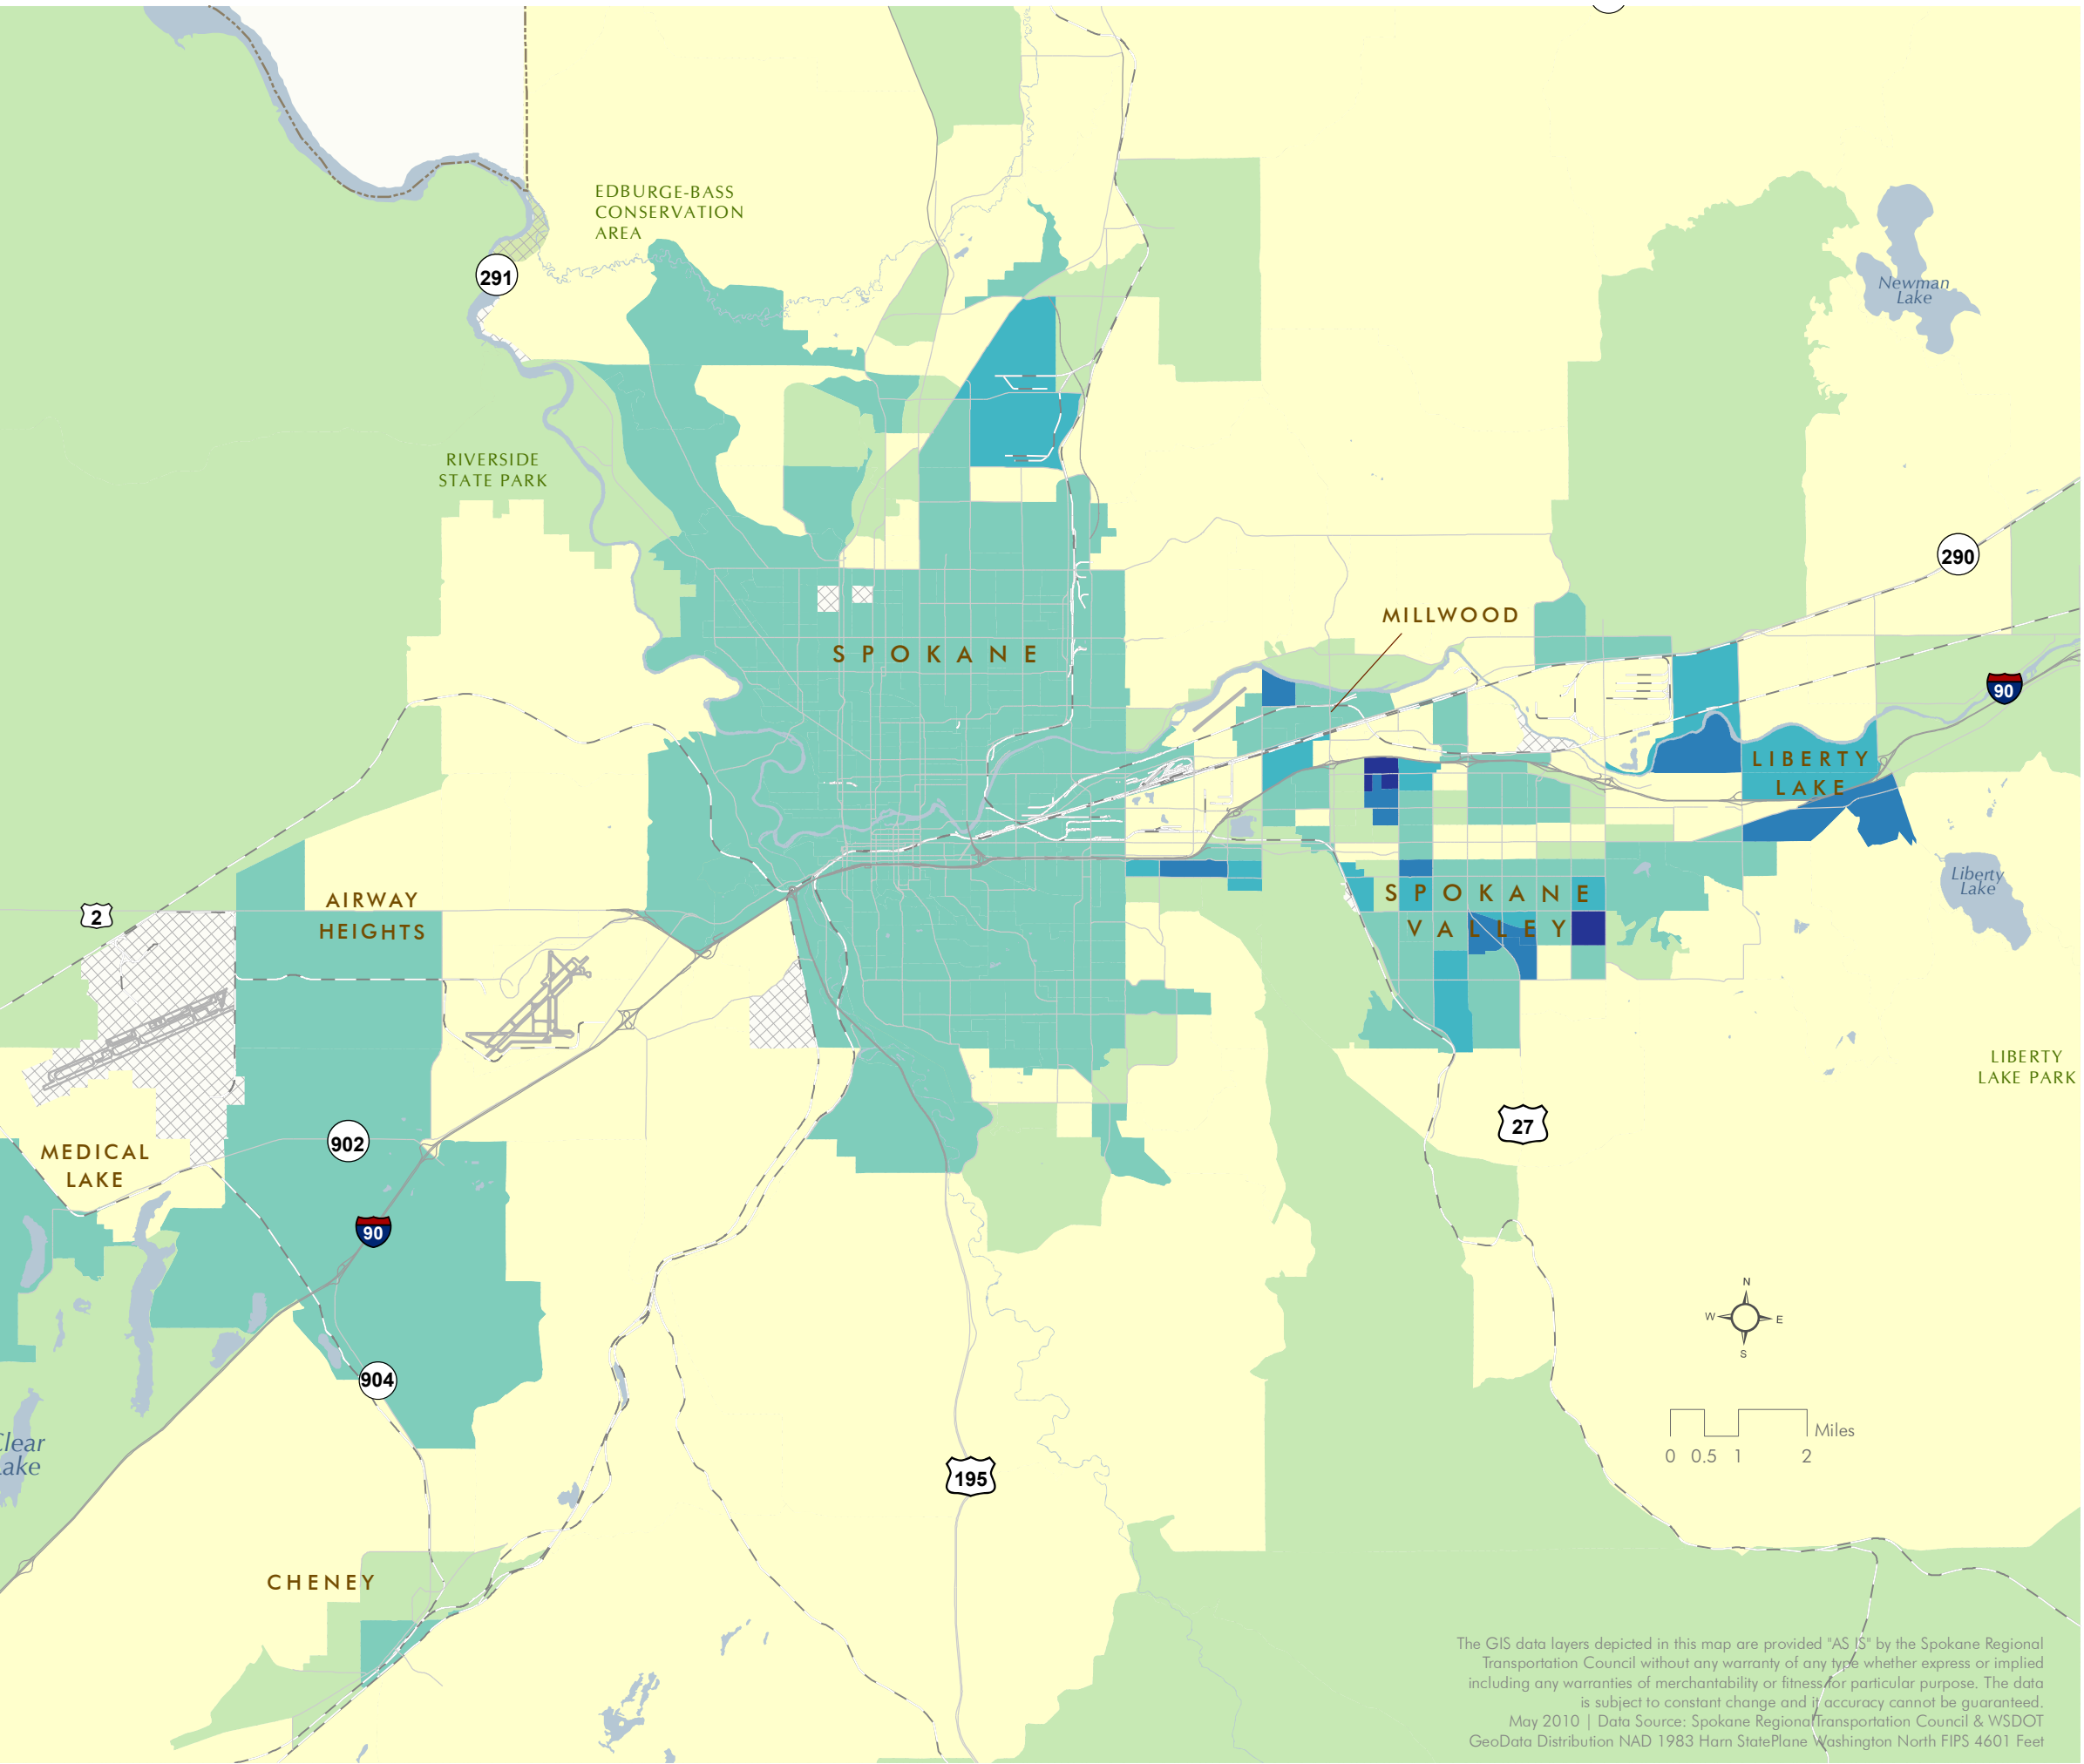 EDBURGE-BASS
CONSERVATION
AREA
291
Newman
Lake
RIVERSIDE
STATE PARK
290
MILLWOOD
SPOKANE
90
LIBERTY
LAKE
Liberty
Lake
AIRWAY
HEIGHTS
2
SPOKANE
VALLEY
LIBERTY
LAKE PARK
27
902
MEDICAL
LAKE
90
N
W
E
S
904
Miles
0 0.5 1 2
Clear
Lake
195
CHENEY
The GIS data layers depicted in this map are provided "AS IS" by the Spokane Regional
Transportation Council without any warranty of any type whether express or implied
including any warranties of merchantability or fitness for particular purpose. The data
is subject to constant change and it accuracy cannot be guaranteed.
May 2010 | Data Source: Spokane Regional Transportation Council & WSDOT
GeoData Distribution NAD 1983 Harn StatePlane Washington North FIPS 4601 Feet